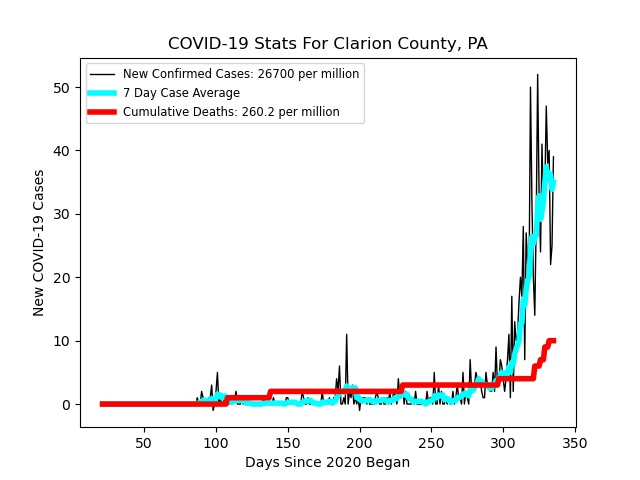 COVID-19 Stats For Clarion County, PA
New Confirmed Cases: 26700 per million
7 Day Case Average
Cumulative Deaths: 260.2 per million
New COVID-19 Cases
50
40
30
20
10
0
50 100 150 200 250 300 350
Days Since 2020 Began